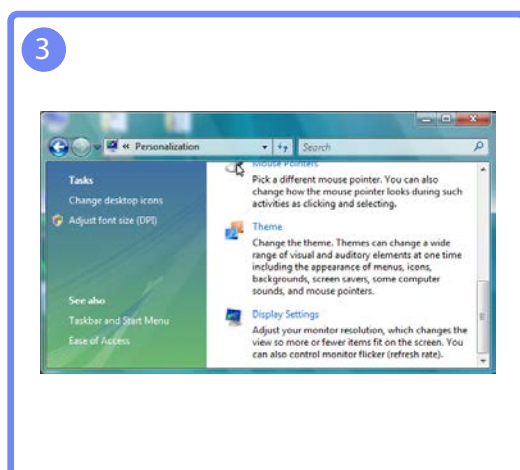 3
« Personalization
Search
Tasks
Change desktop icons
Adjust font size (DPI)
See also
Taskbar and Start Menu
Ease of Access
Mouse Pointers
Pick a different mouse pointer. You can also
change how the mouse pointer looks during such
activities as clicking and selecting.
Theme
Change the theme. Themes can change a wide
range of visual and auditory elements at one time
including the appearance of menus, icons,
backgrounds, screen savers, some computer
sounds, and mouse pointers.
Display Settings
Adjust your monitor resolution, which changes the
view so more or fewer items fit on the screen. You
can also control monitor flicker (refresh rate).